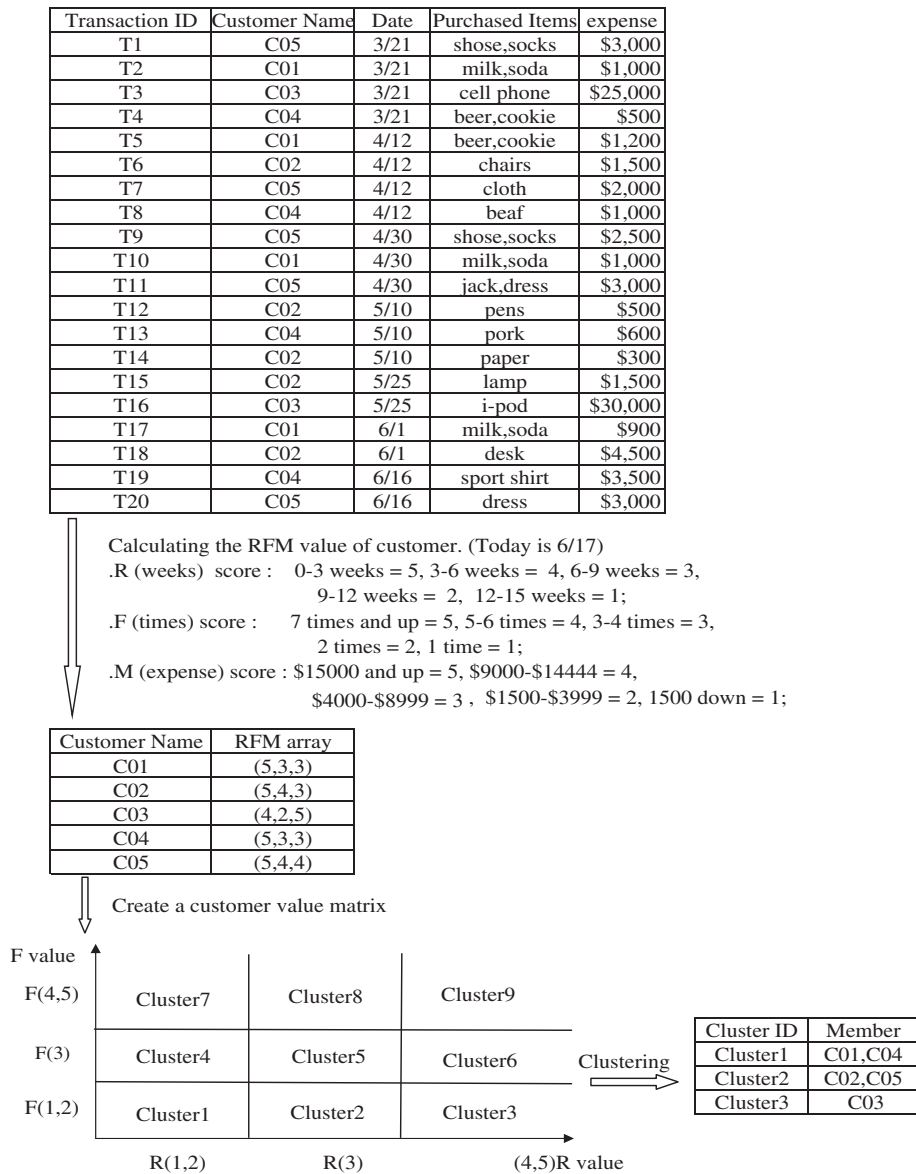 Transaction ID Customer Name Date Purchased Items expense
T1 C05 3/21 shose,socks $3,000
T2 C01 3/21 milk,soda $1,000
T3 C03 3/21 cell phone $25,000
T4 C04 3/21 beer,cookie $500
T5 C01 4/12 beer,cookie $1,200
T6 C02 4/12 chairs $1,500
T7 C05 4/12 cloth $2,000
T8 C04 4/12 beaf $1,000
T9 C05 4/30 shose,socks $2,500
T10 C01 4/30 milk,soda $1,000
T11 C05 4/30 jack,dress $3,000
T12 C02 5/10 pens $500
T13 C04 5/10 pork $600
T14 C02 5/10 paper $300
T15 C02 5/25 lamp $1,500
T16 C03 5/25 i-pod $30,000
T17 C01 6/1 milk,soda $900
T18 C02 6/1 desk $4,500
T19 C04 6/16 sport shirt $3,500
T20 C05 6/16 dress $3,000
Calculating the RFM value of customer. (Today is 6/17)
.R (weeks) score : 0-3 weeks = 5, 3-6 weeks = 4, 6-9 weeks = 3,
9-12 weeks = 2, 12-15 weeks = 1;
.F (times) score : 7 times and up = 5, 5-6 times = 4, 3-4 times = 3,
2 times = 2, 1 time = 1;
.M (expense) score : $15000 and up = 5, $9000-$14444 = 4,
$4000-$8999 = 3 , $1500-$3999 = 2, 1500 down = 1;
Customer Name RFM array
C01 (5,3,3)
C02 (5,4,3)
C03 (4,2,5)
C04 (5,3,3)
C05 (5,4,4)
Create a customer value matrix
F value
F(4,5) Cluster7 Cluster8 Cluster9
F(3) Cluster4 Cluster5 Cluster6
F(1,2) Cluster1 Cluster2 Cluster3
R(1,2) R(3) (4,5)R value
Clustering
Cluster ID Member
Cluster1 C01,C04
Cluster2 C02,C05
Cluster3 C03